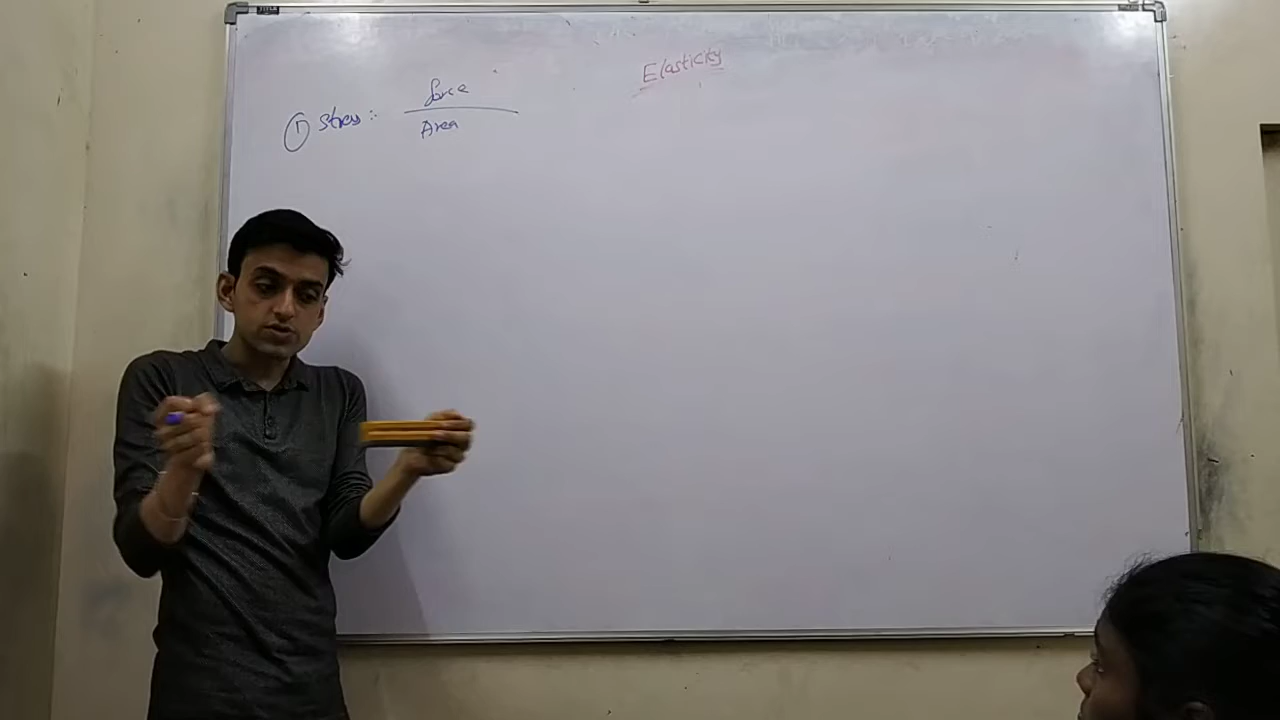 Elasticity
① Stress :- Force
Area